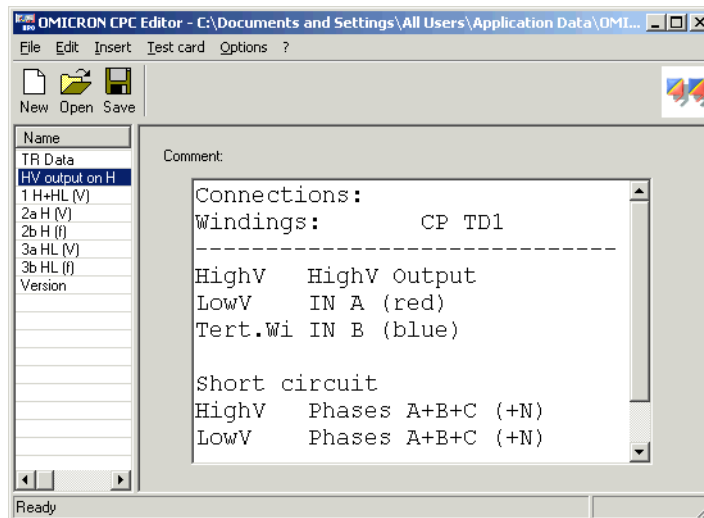 OMICRON CPC Editor - C:\Documents and Settings\All Users\Application Data\OMI...
File Edit Insert Test card Options ?
New Open Save
Name
TR Data
HV output on H
1 H+HL (V)
2a H (V)
2b H (f)
3a HL (V)
3b HL (f)
Version
Comment:
Connections:
Windings: CP TD1
------------------------------
HighV HighV Output
LowV IN A (red)
Tert.Wi IN B (blue)
Short circuit
HighV Phases A+B+C (+N)
LowV Phases A+B+C (+N)
Ready